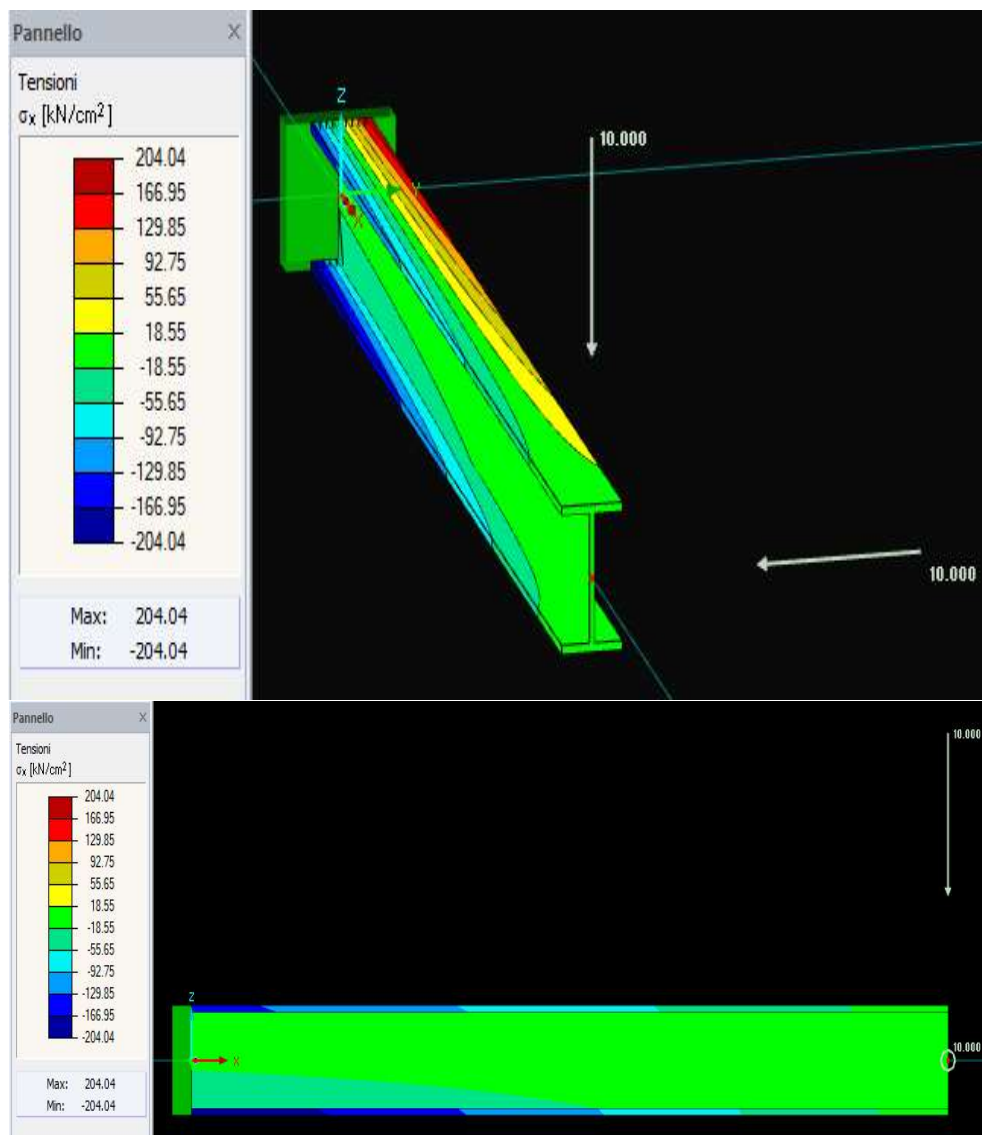 Pannello X
Tensioni
σx [kN/cm²]
204.04
166.95
129.85
92.75
55.65
18.55
-18.55
-55.65
-92.75
-129.85
-166.95
-204.04
Max: 204.04
Min: -204.04
Z
10.000
Y
X
10.000
Pannello X
Tensioni
σx [kN/cm²]
204.04
166.95
129.85
92.75
55.65
18.55
-18.55
-55.65
-92.75
-129.85
-166.95
-204.04
Max: 204.04
Min: -204.04
10.000
Z
10.000
X